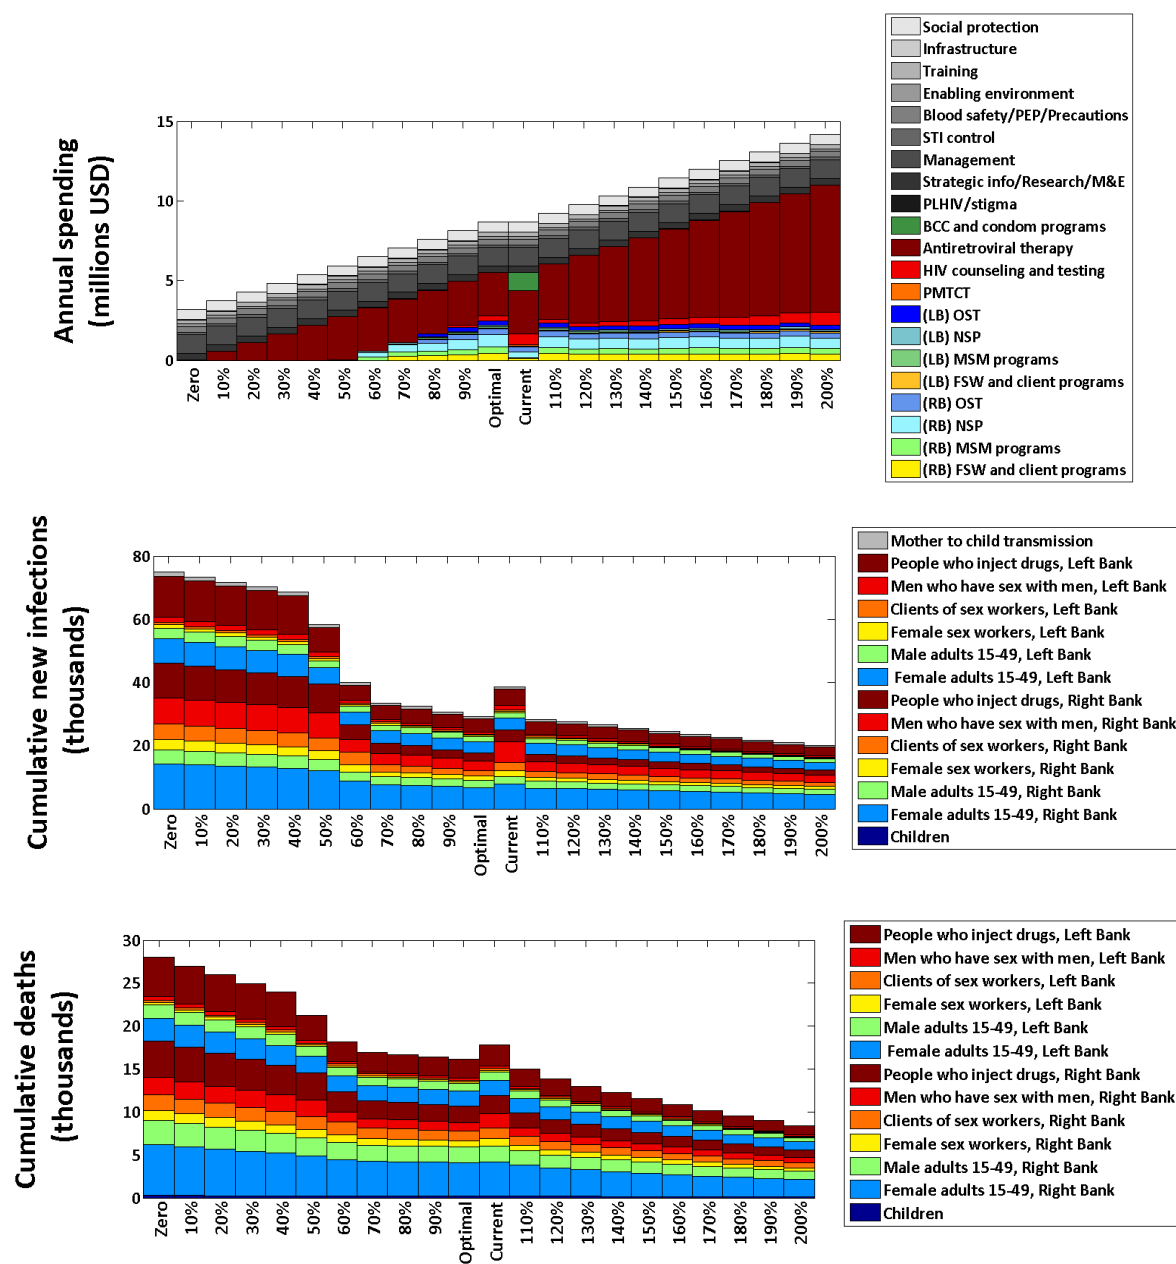 Annual spending
(millions USD)
15
10
5
0
Zero
10%
20%
30%
40%
50%
60%
70%
80%
90%
Optimal
Current
110%
120%
130%
140%
150%
160%
170%
180%
190%
200%
Social protection
Infrastructure
Training
Enabling environment
Blood safety/PEP/Precautions
STI control
Management
Strategic info/Research/M&E
PLHIV/stigma
BCC and condom programs
Antiretroviral therapy
HIV counseling and testing
PMTCT
(LB) OST
(LB) NSP
(LB) MSM programs
(LB) FSW and client programs
(RB) OST
(RB) NSP
(RB) MSM programs
(RB) FSW and client programs
Cumulative new infections
(thousands)
80
60
40
20
0
Zero
10%
20%
30%
40%
50%
60%
70%
80%
90%
Optimal
Current
110%
120%
130%
140%
150%
160%
170%
180%
190%
200%
Mother to child transmission
People who inject drugs, Left Bank
Men who have sex with men, Left Bank
Clients of sex workers, Left Bank
Female sex workers, Left Bank
Male adults 15-49, Left Bank
Female adults 15-49, Left Bank
People who inject drugs, Right Bank
Men who have sex with men, Right Bank
Clients of sex workers, Right Bank
Female sex workers, Right Bank
Male adults 15-49, Right Bank
Female adults 15-49, Right Bank
Children
Cumulative deaths
(thousands)
30
25
20
15
10
5
0
Zero
10%
20%
30%
40%
50%
60%
70%
80%
90%
Optimal
Current
110%
120%
130%
140%
150%
160%
170%
180%
190%
200%
People who inject drugs, Left Bank
Men who have sex with men, Left Bank
Clients of sex workers, Left Bank
Female sex workers, Left Bank
Male adults 15-49, Left Bank
Female adults 15-49, Left Bank
People who inject drugs, Right Bank
Men who have sex with men, Right Bank
Clients of sex workers, Right Bank
Female sex workers, Right Bank
Male adults 15-49, Right Bank
Female adults 15-49, Right Bank
Children